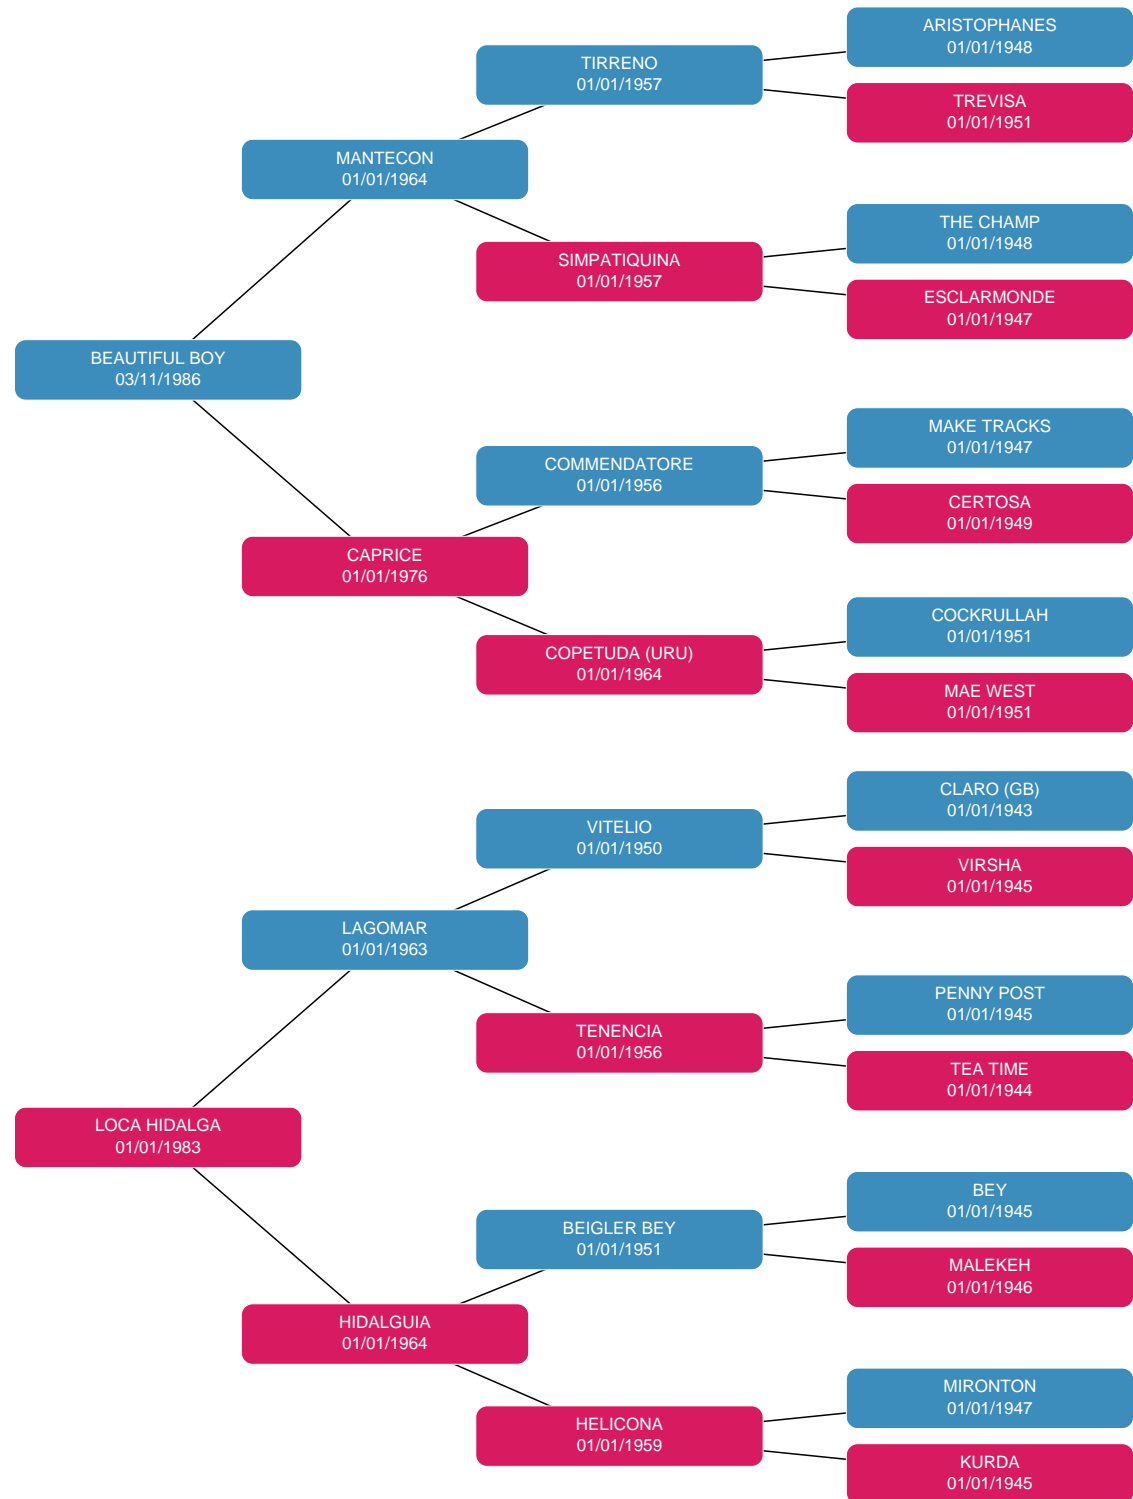 ARISTOPHANES
01/01/1948
TIRRENO
01/01/1957
TREVISA
01/01/1951
MANTECON
01/01/1964
THE CHAMP
01/01/1948
SIMPATIQUINA
01/01/1957
ESCLARMONDE
01/01/1947
BEAUTIFUL BOY
03/11/1986
MAKE TRACKS
01/01/1947
COMMENDATORE
01/01/1956
CERTOSA
01/01/1949
CAPRICE
01/01/1976
COCKRULLAH
01/01/1951
COPETUDA (URU)
01/01/1964
MAE WEST
01/01/1951
CLARO (GB)
01/01/1943
VITELIO
01/01/1950
VIRSHA
01/01/1945
LAGOMAR
01/01/1963
PENNY POST
01/01/1945
TENENCIA
01/01/1956
TEA TIME
01/01/1944
LOCA HIDALGA
01/01/1983
BEY
01/01/1945
BEIGLER BEY
01/01/1951
MALEKEH
01/01/1946
HIDALGUIA
01/01/1964
MIRONTON
01/01/1947
HELICONA
01/01/1959
KURDA
01/01/1945